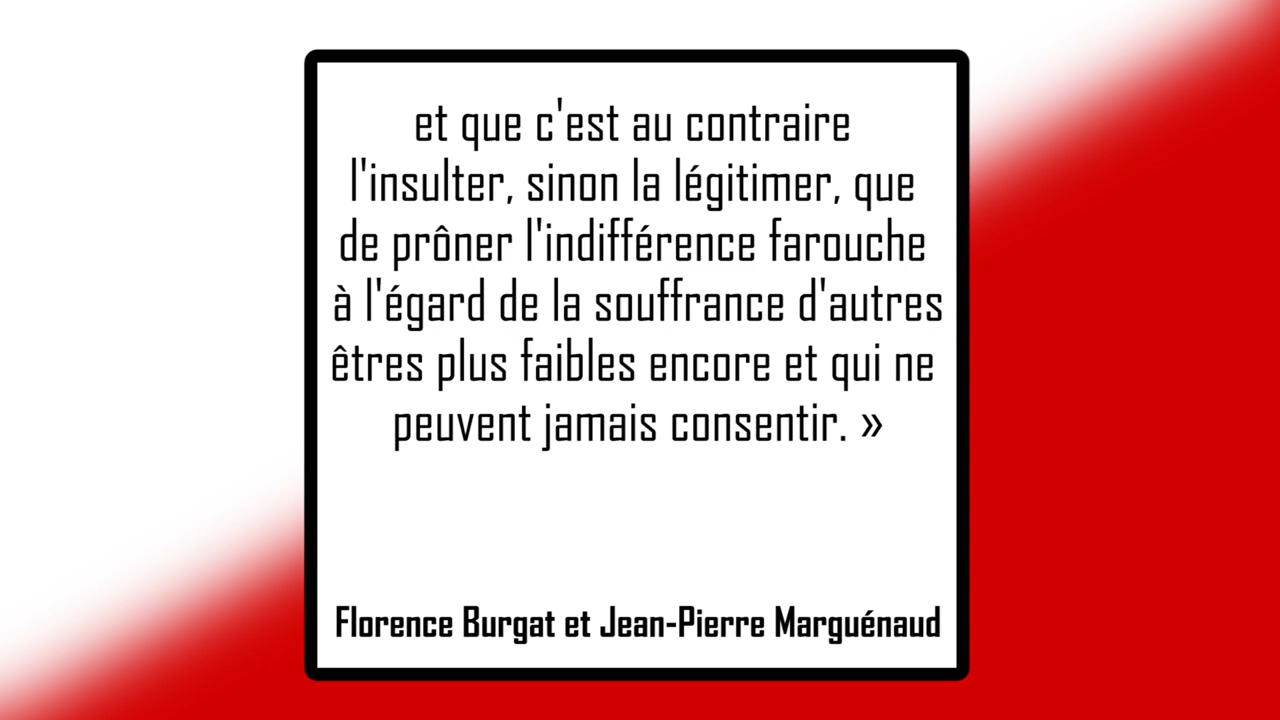 et que c'est au contraire
l'insulter, sinon la légitimer, que
de prôner l'indifférence farouche
à l'égard de la souffrance d'autres
êtres plus faibles encore et qui ne
peuvent jamais consentir. »
Florence Burgat et Jean-Pierre Marguénaud